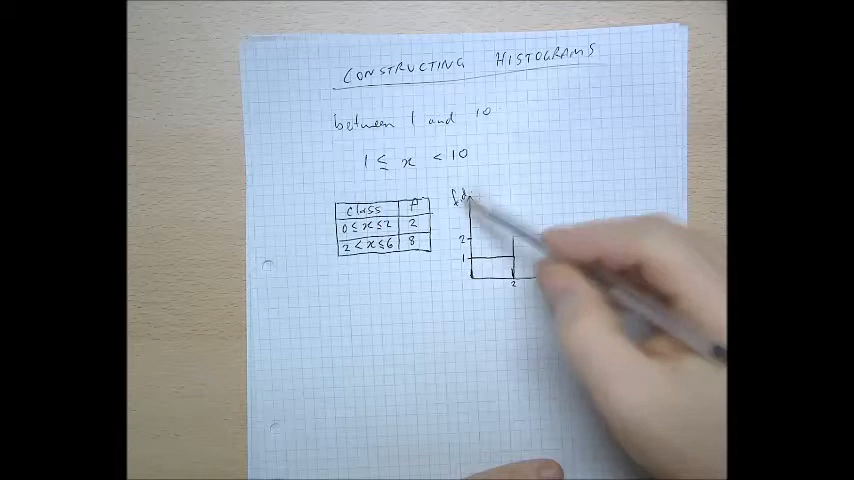 CONSTRUCTING HISTOGRAMS
between 1 and 10
1 ≤ x < 10
class f
0 ≤ x ≤ 2 2
2 < x ≤ 6 8
f.d.
2
1
2